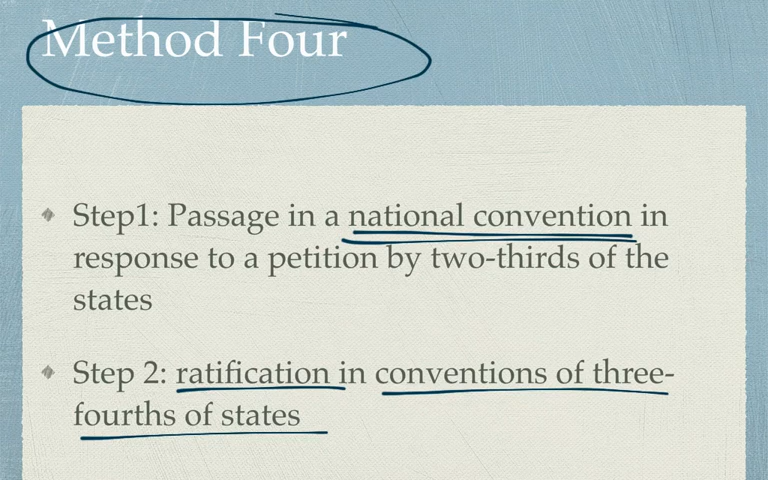 Method Four
Step1: Passage in a national convention in
response to a petition by two-thirds of the
states
Step 2: ratification in conventions of three-
fourths of states